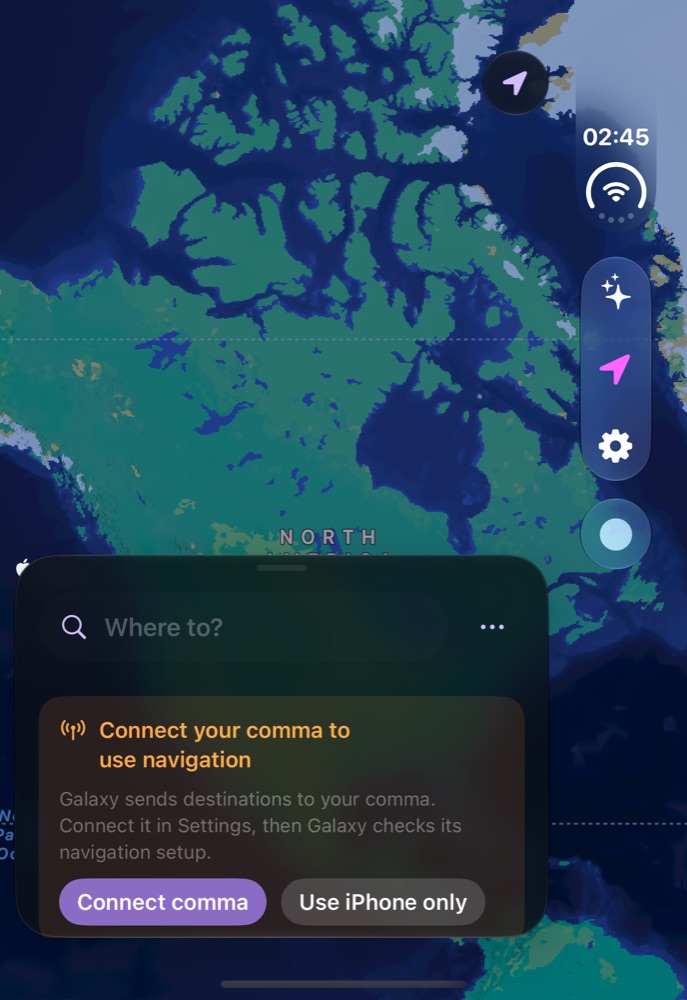 02:45
NORTH
AMERICA
Where to?
Connect your comma to
use navigation
Galaxy sends destinations to your comma.
Connect it in Settings, then Galaxy checks its
navigation setup.
Connect comma
Use iPhone only